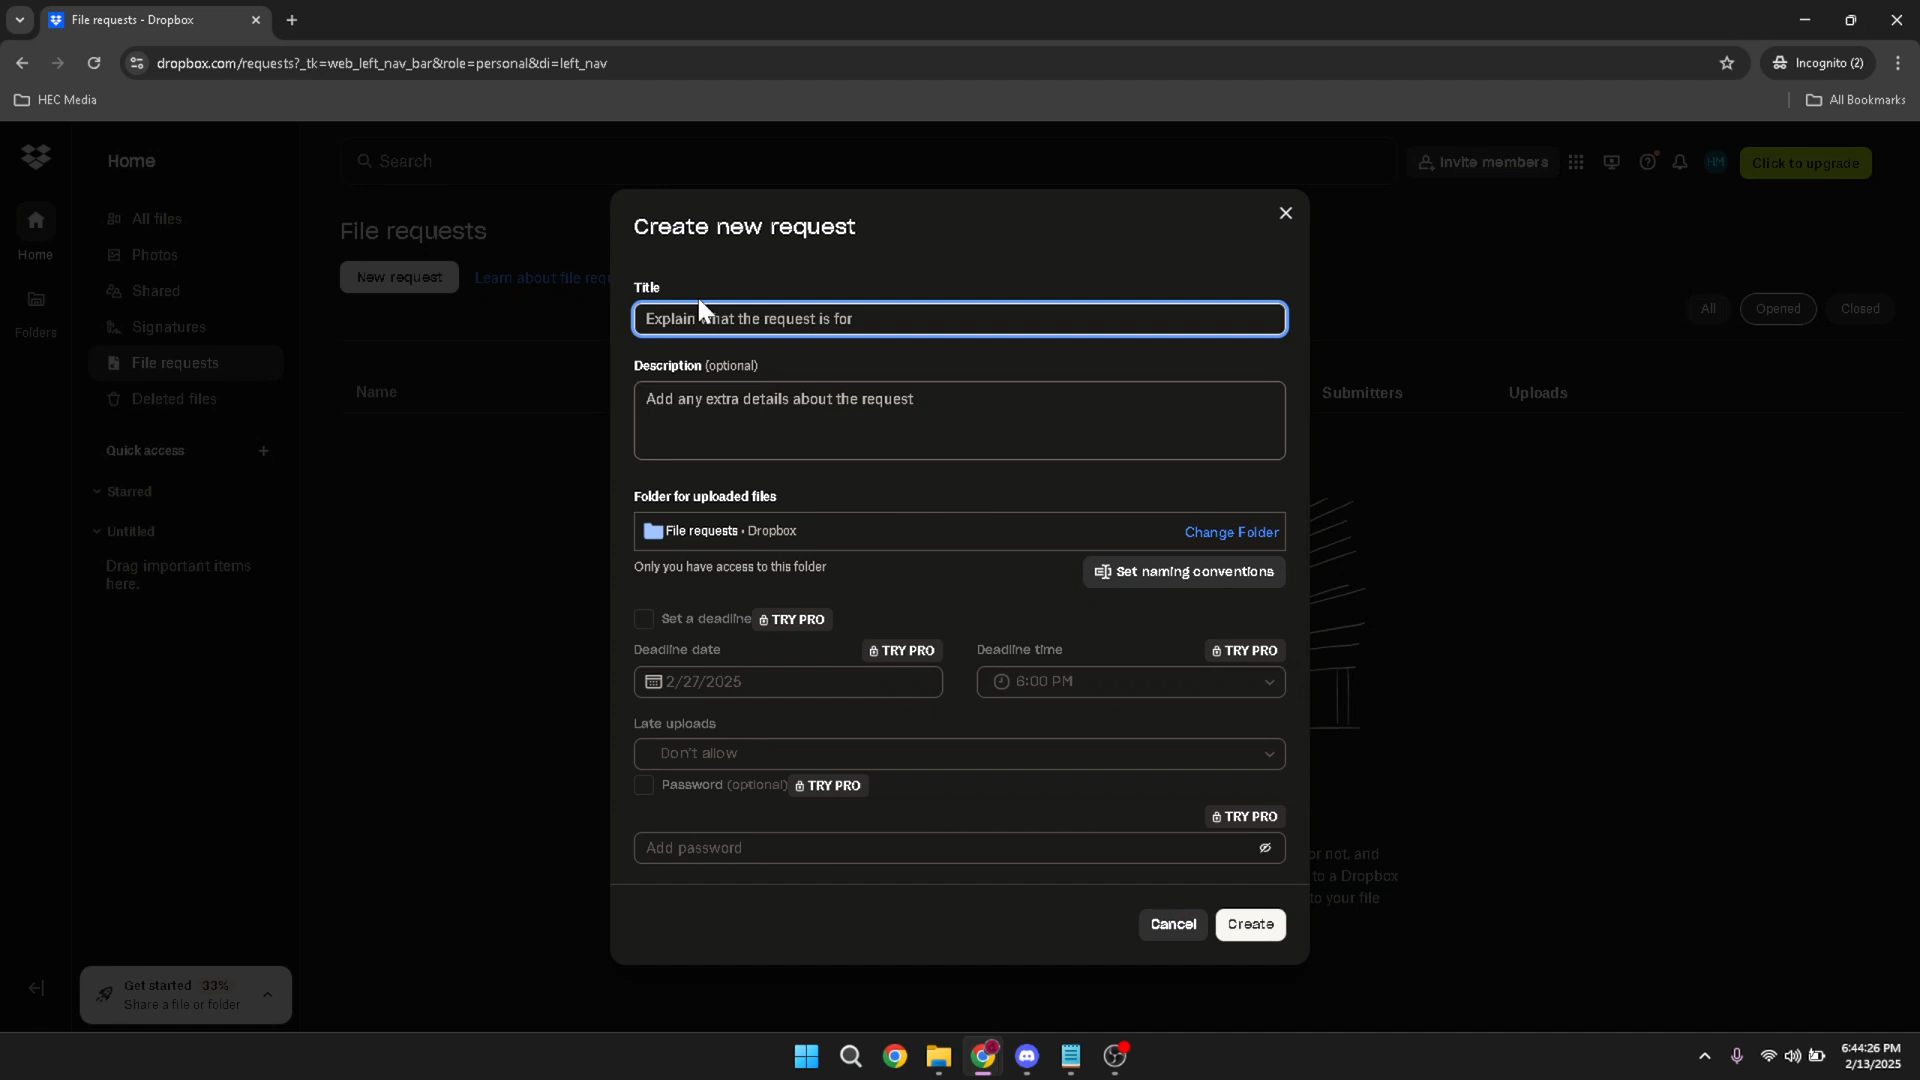 File requests - Dropbox
dropbox.com/requests?_tk=web_left_nav_bar&role=personal&di=left_nav
Incognito (2)
HEC Media
All Bookmarks
Home
Search
Invite members
HM
Click to upgrade
Home
Folders
All files
Photos
Shared
Signatures
File requests
Deleted files
Quick access
Starred
Untitled
Drag important items
here.
Get started 33%
Share a file or folder
File requests
New request
Learn about file
All
Opened
Closed
Name
Submitters
Uploads
or not, and
to a Dropbox
to your file
Create new request
Title
Explain what the request is for
Description (optional)
Add any extra details about the request
Folder for uploaded files
File requests • Dropbox
Change Folder
Only you have access to this folder
Set naming conventions
Set a deadline TRY PRO
Deadline date TRY PRO
Deadline time TRY PRO
2/27/2025
6:00 PM
Late uploads
Don't allow
Password (optional) TRY PRO
TRY PRO
Add password
Cancel
Create
6:44:26 PM
2/13/2025